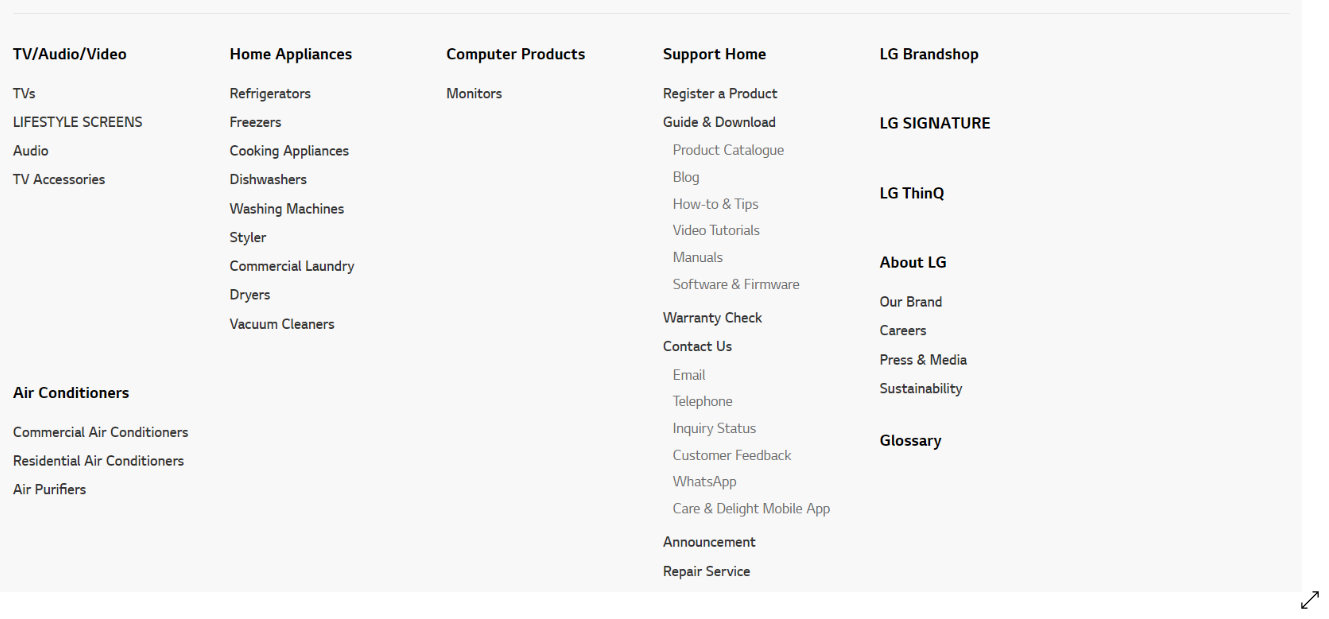 TV/Audio/Video
TVs
LIFESTYLE SCREENS
Audio
TV Accessories
Air Conditioners
Commercial Air Conditioners
Residential Air Conditioners
Air Purifiers
Home Appliances
Refrigerators
Freezers
Cooking Appliances
Dishwashers
Washing Machines
Styler
Commercial Laundry
Dryers
Vacuum Cleaners
Computer Products
Monitors
Support Home
Register a Product
Guide & Download
Product Catalogue
Blog
How-to & Tips
Video Tutorials
Manuals
Software & Firmware
Warranty Check
Contact Us
Email
Telephone
Inquiry Status
Customer Feedback
WhatsApp
Care & Delight Mobile App
Announcement
Repair Service
LG Brandshop
LG SIGNATURE
LG ThinQ
About LG
Our Brand
Careers
Press & Media
Sustainability
Glossary